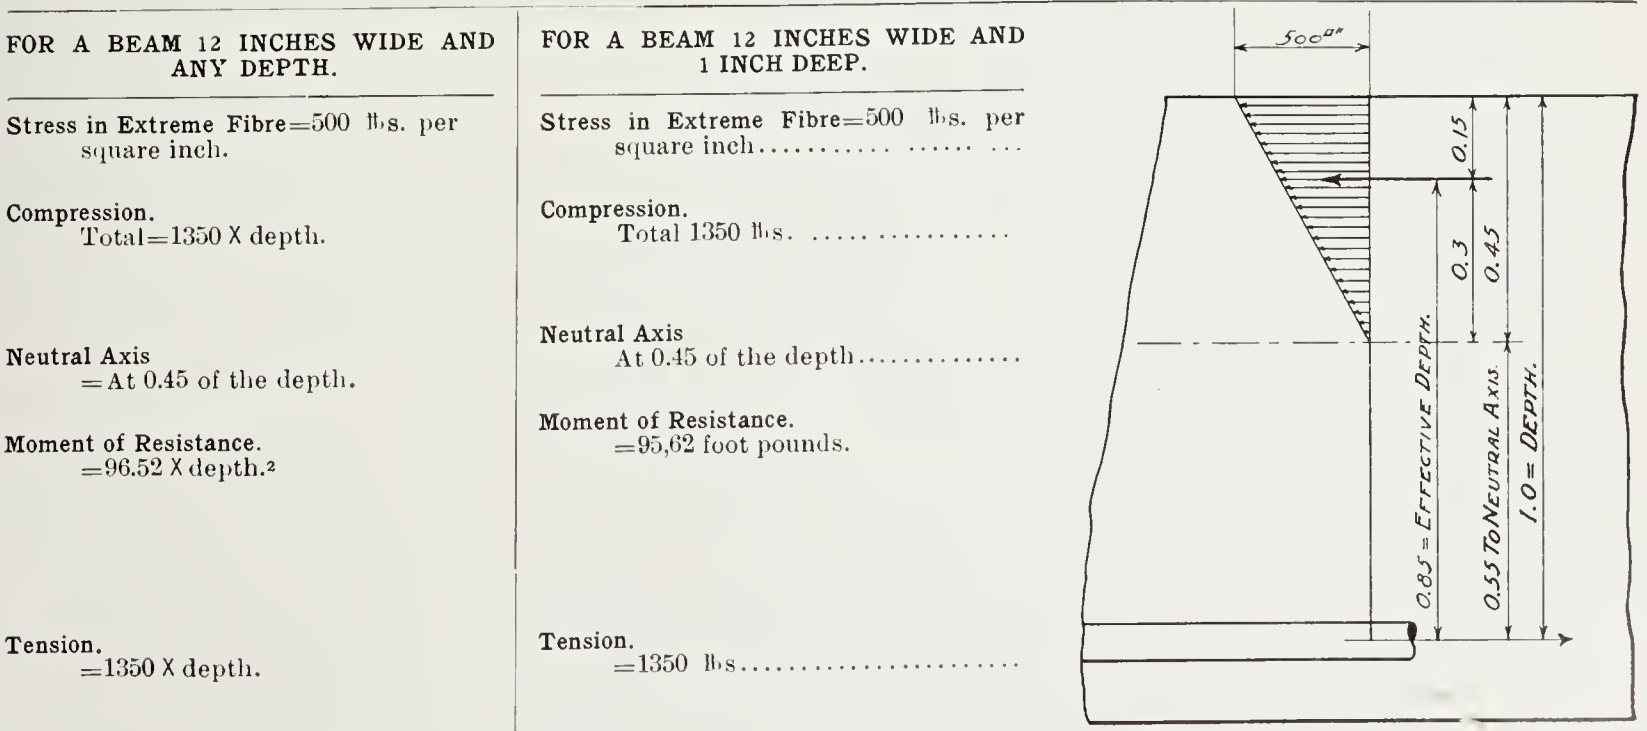 FOR A BEAM 12 INCHES WIDE AND
ANY DEPTH.
Stress in Extreme Fibre=500 lbs. per
square inch.
Compression.
Total=1350 X depth.
Neutral Axis
=At 0.45 of the depth.
Moment of Resistance.
=96.52 X depth.²
Tension.
=1350 X depth.
FOR A BEAM 12 INCHES WIDE AND
1 INCH DEEP.
Stress in Extreme Fibre=500 lbs. per
square inch........... ...... ...
Compression.
Total 1350 lbs. ................
Neutral Axis
At 0.45 of the depth.............
Moment of Resistance.
=95,62 foot pounds.
Tension.
=1350 lbs.......................
500□"
0.15
0.3
0.45
0.85 = EFFECTIVE DEPTH.
0.55 TO NEUTRAL AXIS.
1.0 = DEPTH.